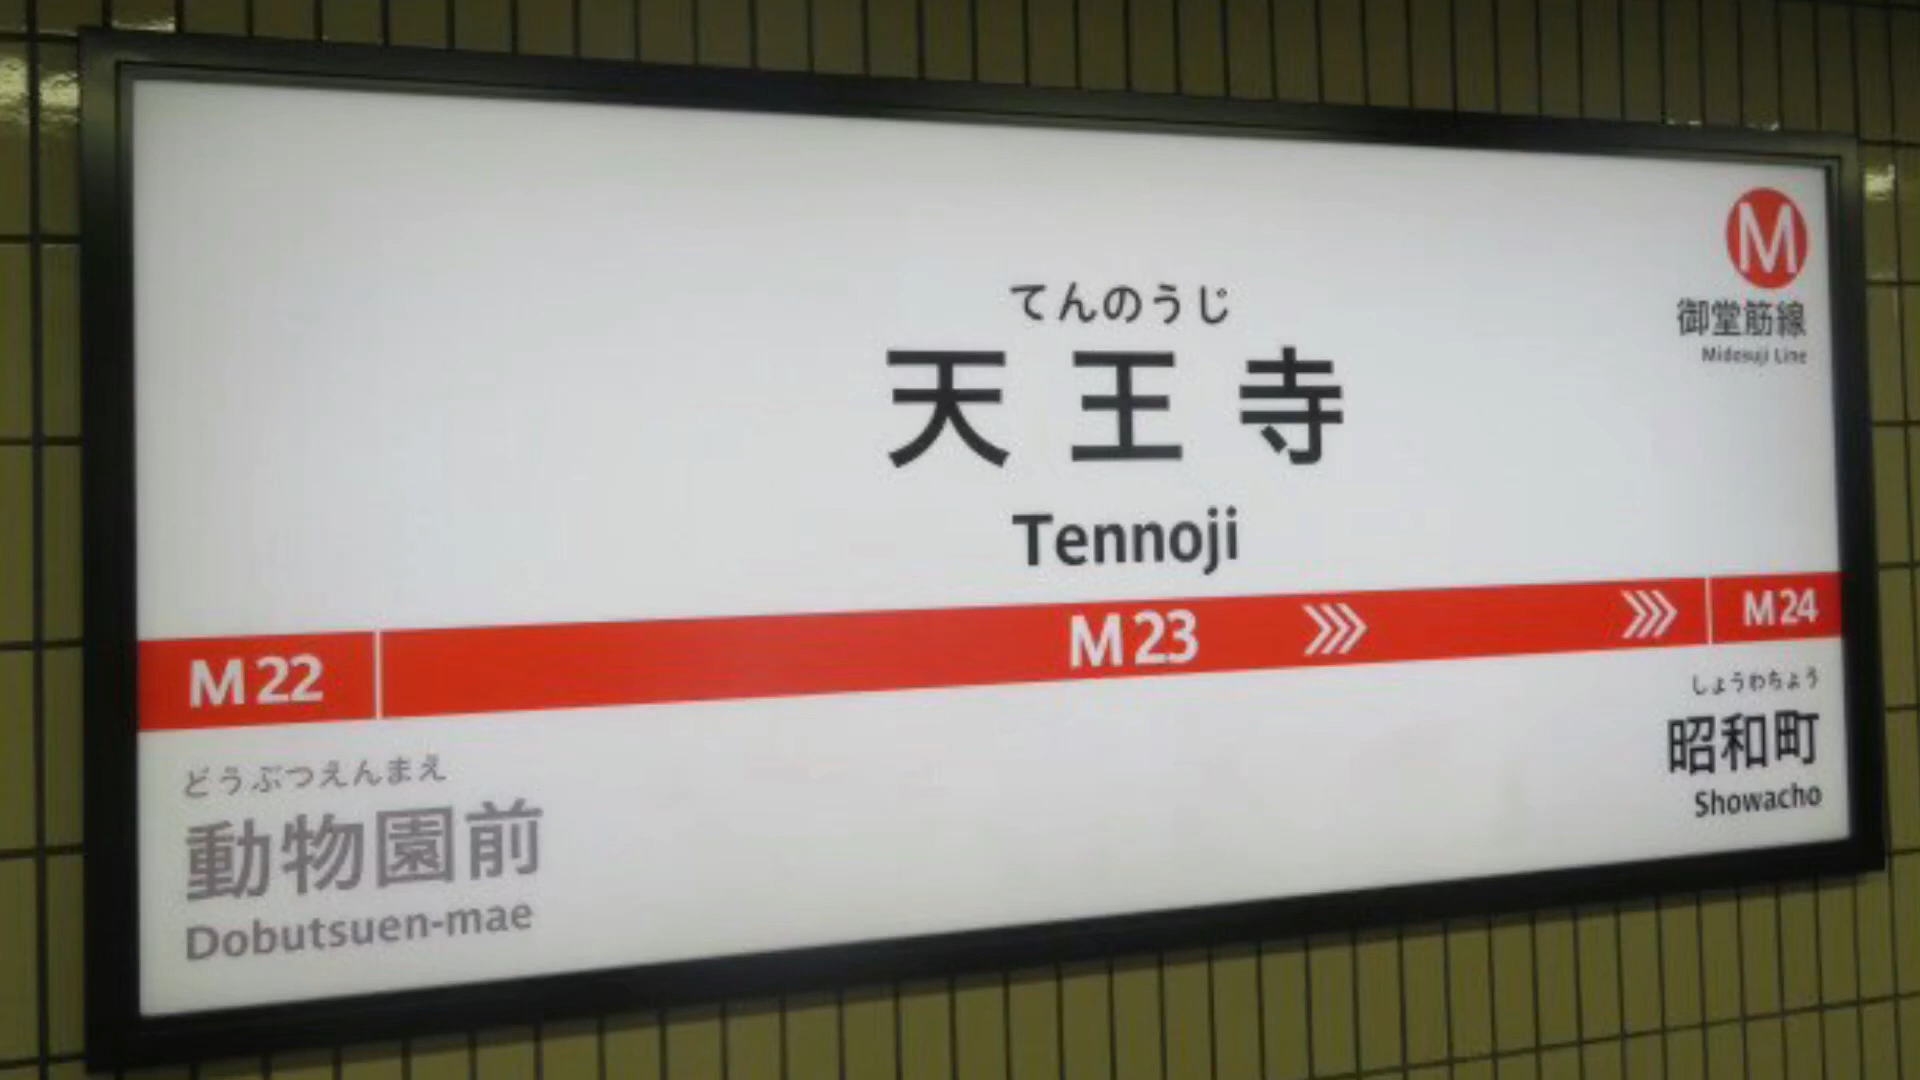 M
御堂筋線
Midosuji Line
てんのうじ
天王寺
Tennoji
M22
M23
M24
どうぶつえんまえ
動物園前
Dobutsuen-mae
しょうわちょう
昭和町
Showacho